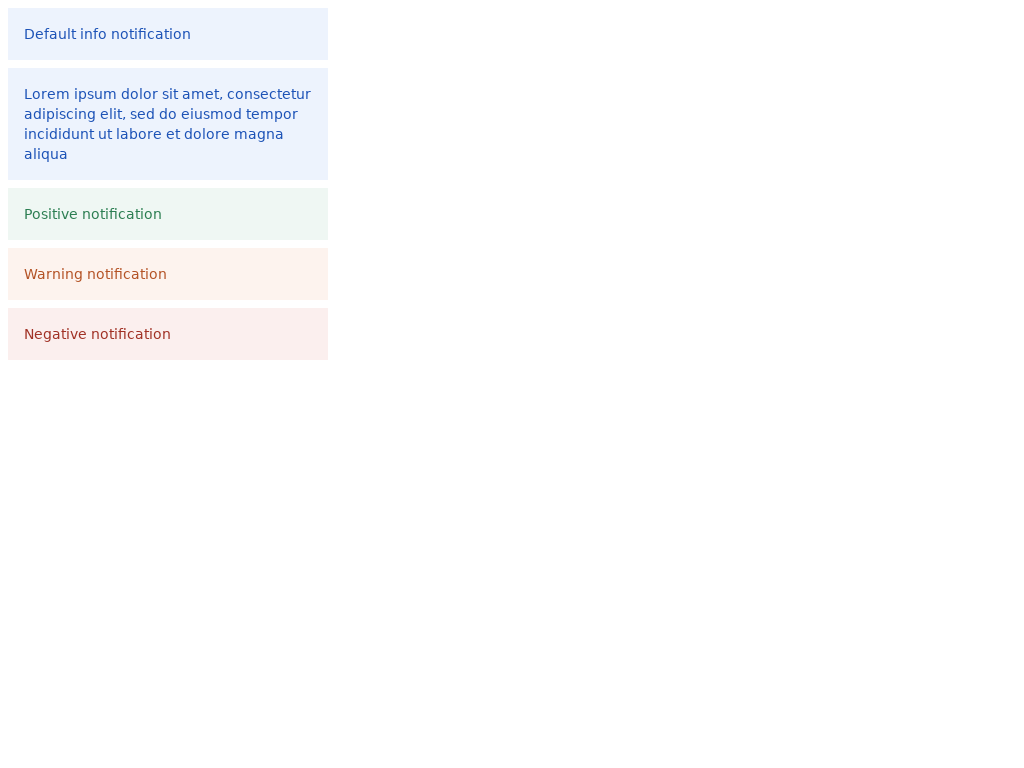 Default info notification
Lorem ipsum dolor sit amet, consectetur
adipiscing elit, sed do eiusmod tempor
incididunt ut labore et dolore magna
aliqua
Positive notification
Warning notification
Negative notification